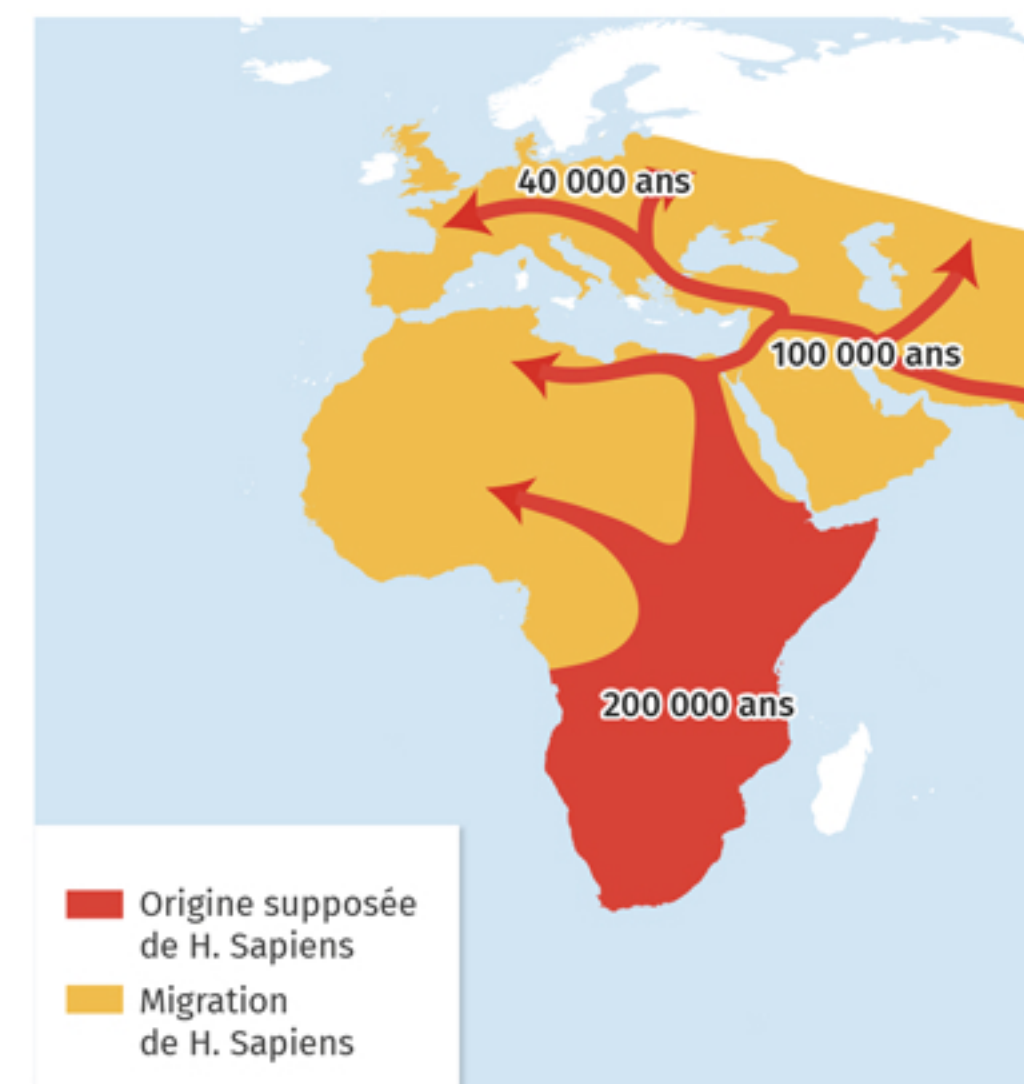 40 000 ans
100 000 ans
200 000 ans
Origine supposée
de H. Sapiens
Migration
de H. Sapiens